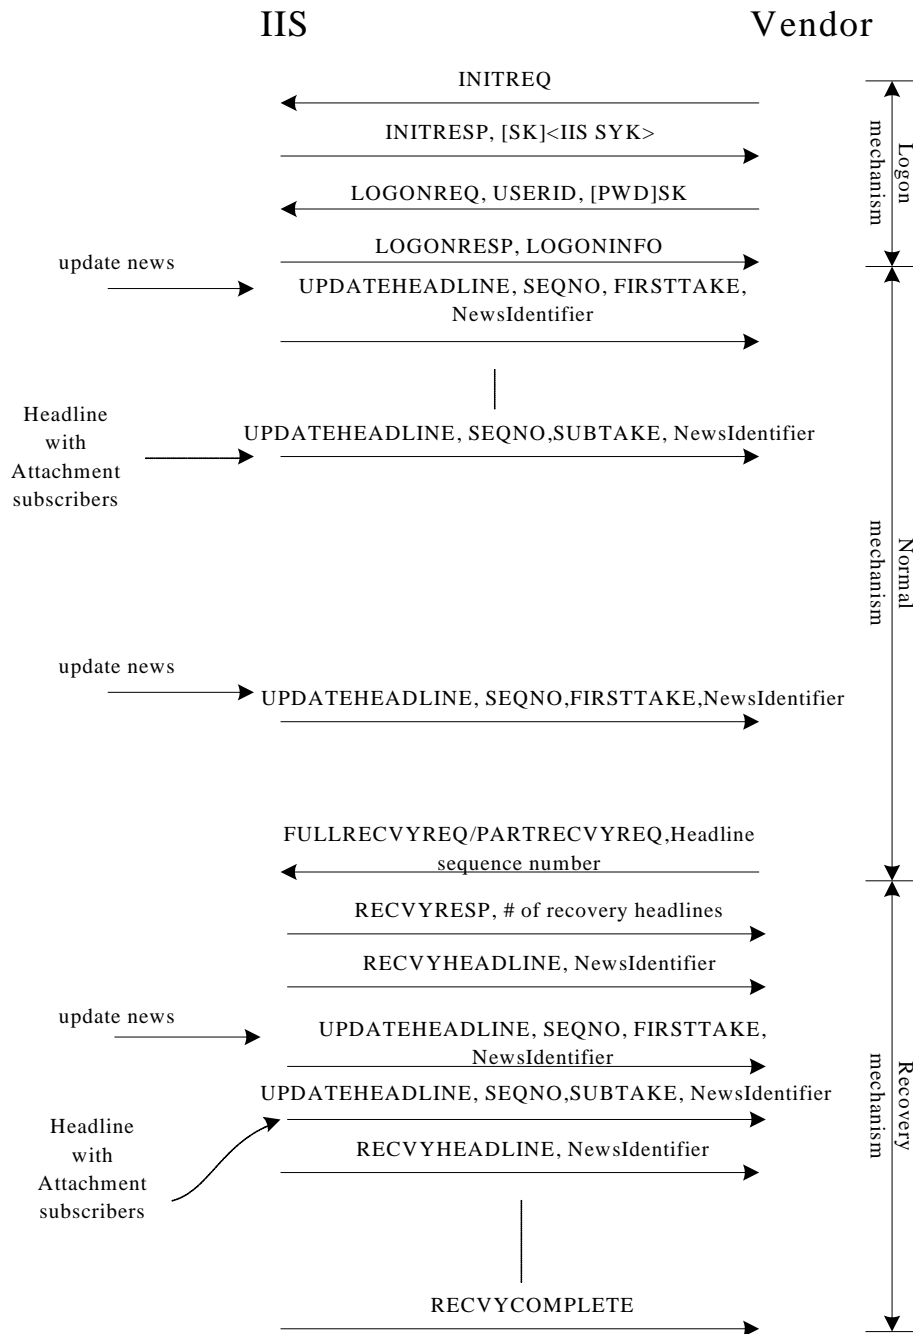 IIS
Vendor
INITREQ
INITRESP, [SK]<IIS SYK>
LOGONREQ, USERID, [PWD]SK
LOGONRESP, LOGONINFO
Logon
mechanism
update news
UPDATEHEADLINE, SEQNO, FIRSTTAKE,
NewsIdentifier
Headline
with
Attachment
subscribers
UPDATEHEADLINE, SEQNO,SUBTAKE, NewsIdentifier
Normal
mechanism
update news
UPDATEHEADLINE, SEQNO,FIRSTTAKE,NewsIdentifier
FULLRECVYREQ/PARTRECVYREQ,Headline
sequence number
RECVYRESP, # of recovery headlines
RECVYHEADLINE, NewsIdentifier
update news
UPDATEHEADLINE, SEQNO, FIRSTTAKE,
NewsIdentifier
UPDATEHEADLINE, SEQNO,SUBTAKE, NewsIdentifier
Headline
with
Attachment
subscribers
RECVYHEADLINE, NewsIdentifier
Recovery
mechanism
RECVYCOMPLETE